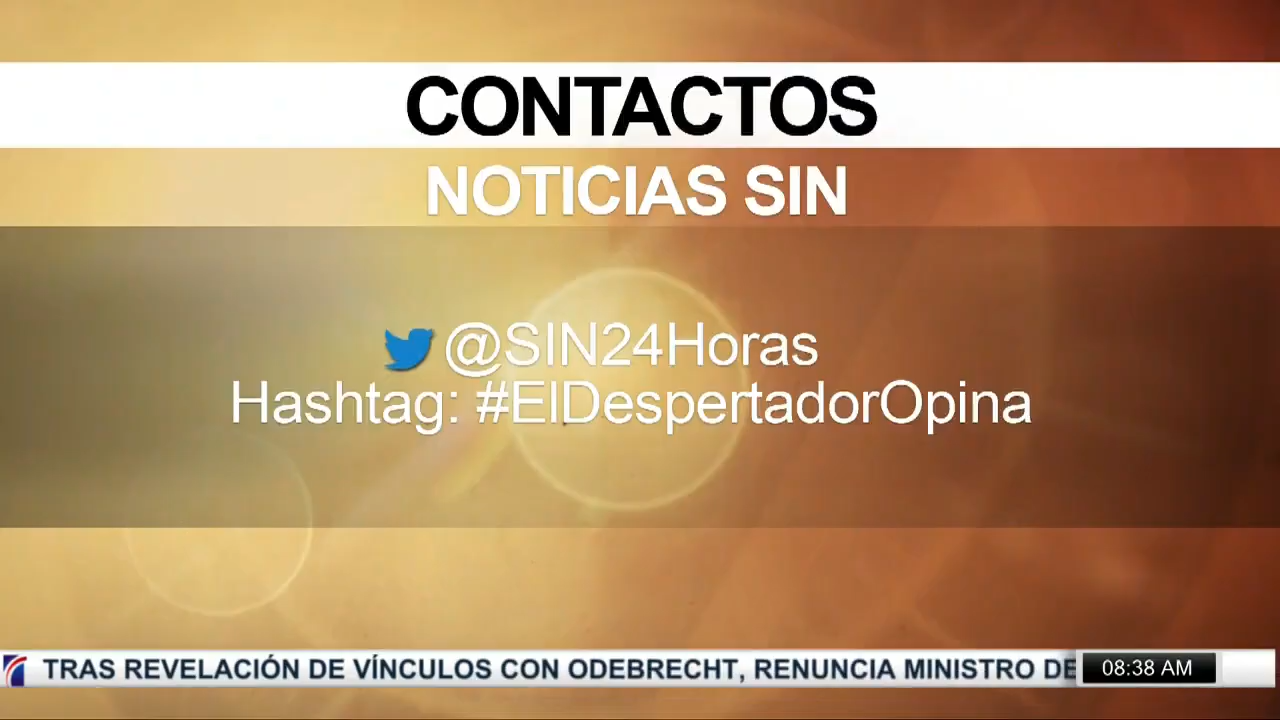 CONTACTOS
NOTICIAS SIN
@SIN24Horas
Hashtag: #ElDespertadorOpina
TRAS REVELACIÓN DE VÍNCULOS CON ODEBRECHT, RENUNCIA MINISTRO DE
08:38 AM